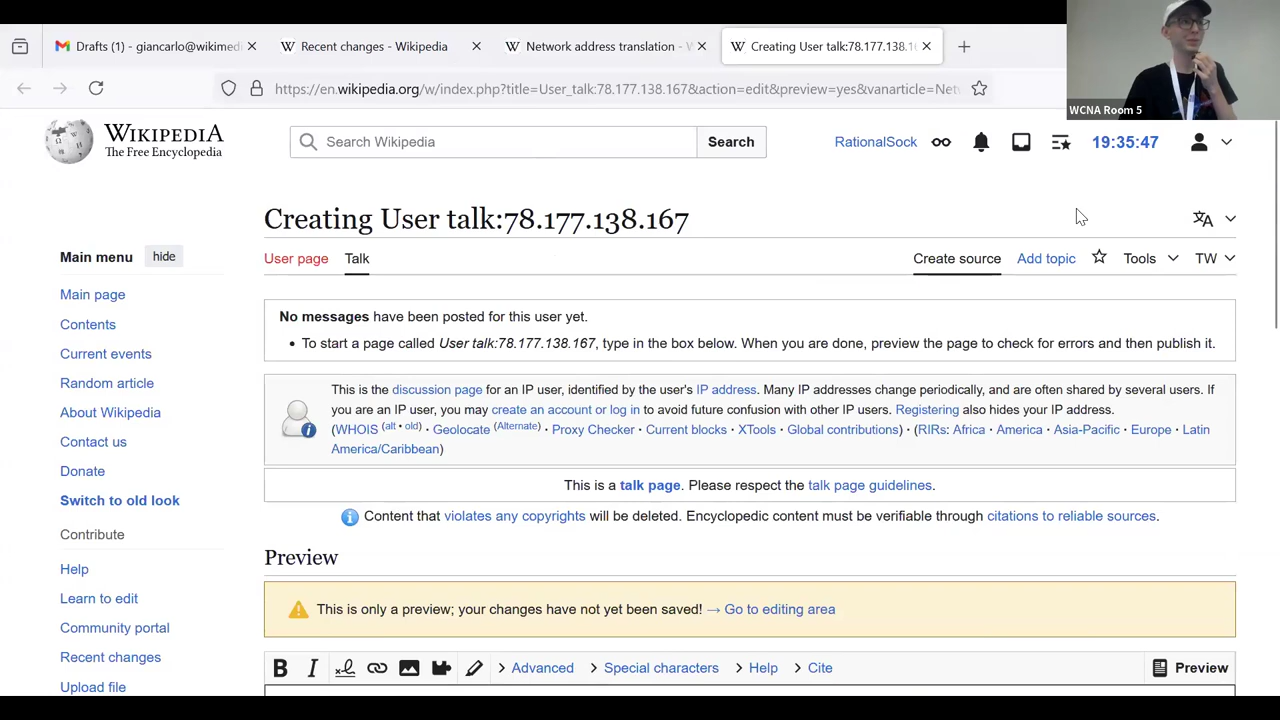 Drafts (1) - giancarlo@wikimed
Recent changes - Wikipedia
Network address translation - W
Creating User talk:78.177.138.16
https://en.wikipedia.org/w/index.php?title=User_talk:78.177.138.167&action=edit&preview=yes&vanarticle=Net
WCNA Room 5
WIKIPEDIA
The Free Encyclopedia
Search Wikipedia
Search
RationalSock
19:35:47
Creating User talk:78.177.138.167
Main menu
hide
User page
Talk
Create source
Add topic
Tools
TW
Main page
Contents
Current events
Random article
About Wikipedia
Contact us
Donate
Switch to old look
Contribute
Help
Learn to edit
Community portal
Recent changes
Upload file
No messages have been posted for this user yet.
• To start a page called User talk:78.177.138.167, type in the box below. When you are done, preview the page to check for errors and then publish it.
This is the discussion page for an IP user, identified by the user's IP address. Many IP addresses change periodically, and are often shared by several users. If
you are an IP user, you may create an account or log in to avoid future confusion with other IP users. Registering also hides your IP address.
(WHOIS (alt • old) · Geolocate (Alternate) · Proxy Checker · Current blocks · XTools · Global contributions) · (RIRs: Africa · America · Asia-Pacific · Europe · Latin
America/Caribbean)
This is a talk page. Please respect the talk page guidelines.
Content that violates any copyrights will be deleted. Encyclopedic content must be verifiable through citations to reliable sources.
Preview
This is only a preview; your changes have not yet been saved! → Go to editing area
B I Advanced Special characters Help Cite Preview